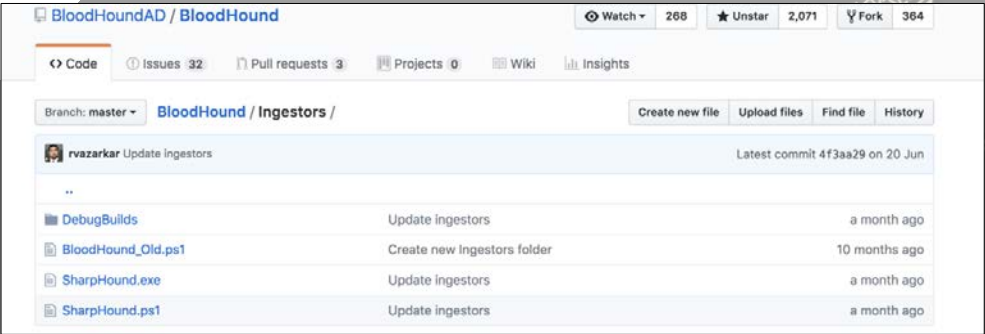 BloodHoundAD / BloodHound Watch 268 Unstar 2,071 Fork 364
Code Issues 32 Pull requests 3 Projects 0 Wiki Insights
Branch: master BloodHound / Ingestors / Create new file Upload files Find file History
rvazarkar Update ingestors Latest commit 4f3aa29 on 20 Jun
..
DebugBuilds Update ingestors a month ago
BloodHound_Old.ps1 Create new Ingestors folder 10 months ago
SharpHound.exe Update ingestors a month ago
SharpHound.ps1 Update ingestors a month ago